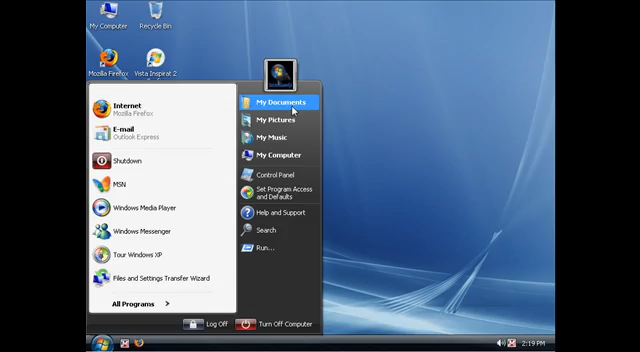 My Computer
Recycle Bin
Mozilla Firefox
Vista Inspirat 2
Internet
Mozilla Firefox
E-mail
Outlook Express
Shutdown
MSN
Windows Media Player
Windows Messenger
Tour Windows XP
Files and Settings Transfer Wizard
All Programs
My Documents
My Pictures
My Music
My Computer
Control Panel
Set Program Access
and Defaults
Help and Support
Search
Run...
Log Off
Turn Off Computer
2:19 PM